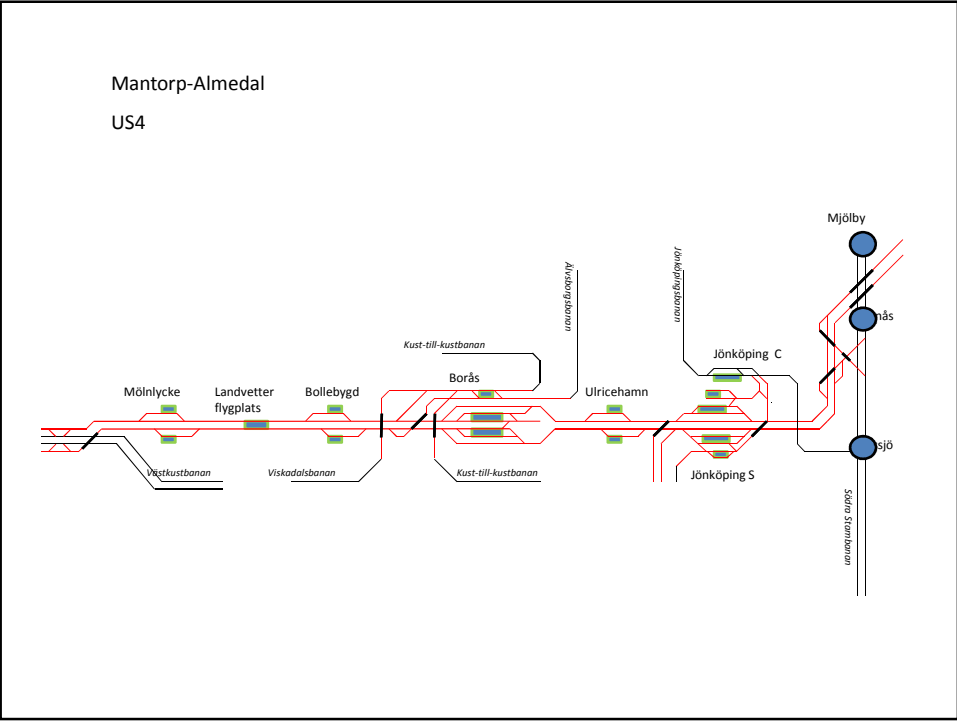 Mantorp-Almedal
US4
Mjölby
Älvsborgsbanan
Jönköpingsbanan
nås
Kust-till-kustbanan
Jönköping C
Borås
Mölnlycke
Landvetter
flygplats
Bollebygd
Ulricehamn
sjö
Västkustbanan
Viskadalsbanan
Kust-till-kustbanan
Jönköping S
Södra Stambanan